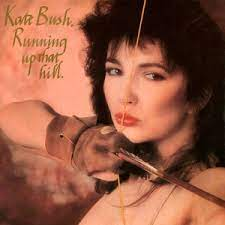 Kate Bush.
Running
up that
hill.